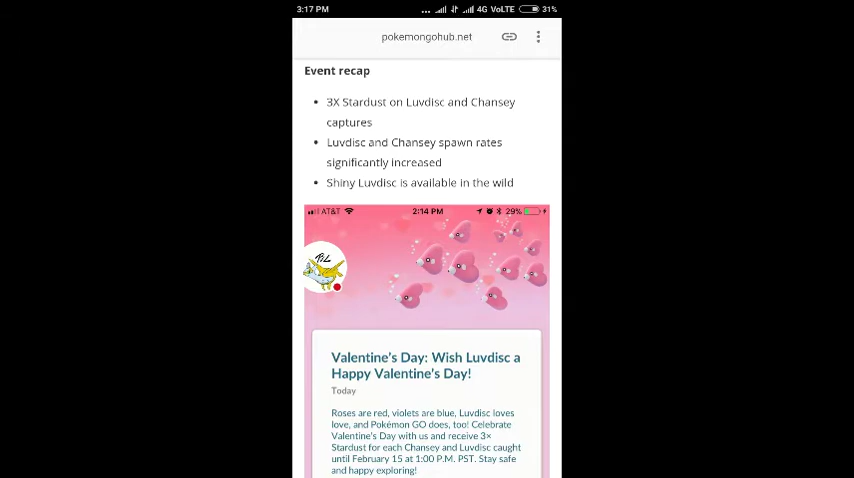 3:17 PM
... 4G VoLTE 31%
pokemongohub.net
Event recap
3X Stardust on Luvdisc and Chansey
captures
Luvdisc and Chansey spawn rates
significantly increased
Shiny Luvdisc is available in the wild
AT&T 2:14 PM 29%
Valentine's Day: Wish Luvdisc a
Happy Valentine's Day!
Today
Roses are red, violets are blue, Luvdisc loves
love, and Pokémon GO does, too! Celebrate
Valentine's Day with us and receive 3×
Stardust for each Chansey and Luvdisc caught
until February 15 at 1:00 P.M. PST. Stay safe
and happy exploring!